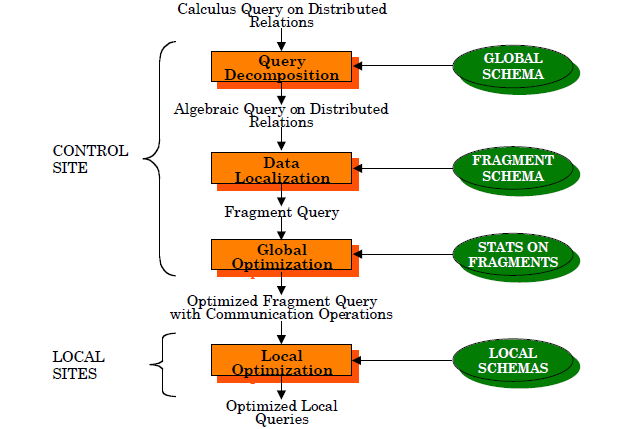 Calculus Query on Distributed
Relations
Query
Decomposition
GLOBAL
SCHEMA
Algebraic Query on Distributed
Relations
CONTROL
SITE
Data
Localization
FRAGMENT
SCHEMA
Fragment Query
Global
Optimization
STATS ON
FRAGMENTS
Optimized Fragment Query
with Communication Operations
LOCAL
SITES
Local
Optimization
LOCAL
SCHEMAS
Optimized Local
Queries